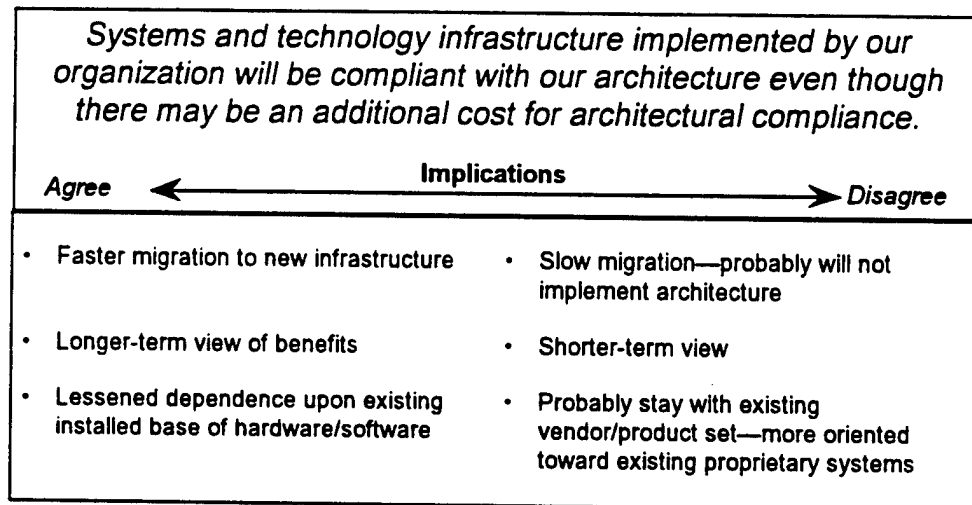 Systems and technology infrastructure implemented by our
organization will be compliant with our architecture even though
there may be an additional cost for architectural compliance.
Implications
Agree
Disagree
• Faster migration to new infrastructure
• Longer-term view of benefits
• Lessened dependence upon existing
installed base of hardware/software
• Slow migration—probably will not
implement architecture
• Shorter-term view
• Probably stay with existing
vendor/product set—more oriented
toward existing proprietary systems